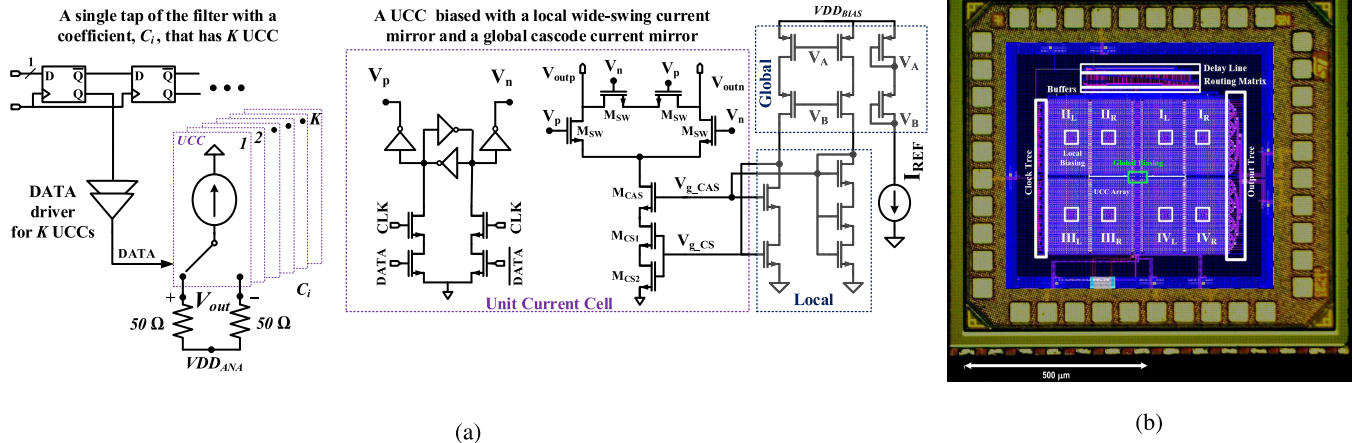 A single tap of the filter with a
coefficient, Ci, that has K UCC
1
D
Q̅
Q
D
Q̅
Q
UCC
1
2
K
DATA
driver
for K UCCs
DATA
Ci
+
Vout
−
50 Ω
50 Ω
VDDANA
A UCC biased with a local wide-swing current
mirror and a global cascode current mirror
Vp
Vn
CLK
CLK
DATA
D̅A̅T̅A̅
Unit Current Cell
Voutp
Vn
Vp
Voutn
MSW
MSW
Vp
MSW
MSW
Vn
MCAS
MCS1
MCS2
Vg_CAS
Vg_CS
VDDBIAS
Global
VA
VA
VB
VB
IREF
Local
(a)
Delay Line
Routing Matrix
Buffers
Clock Tree
Output Tree
IIL
IIR
IL
IR
Local
Biasing
Global Biasing
UCC Array
IIIL
IIIR
IVL
IVR
500 μm
(b)